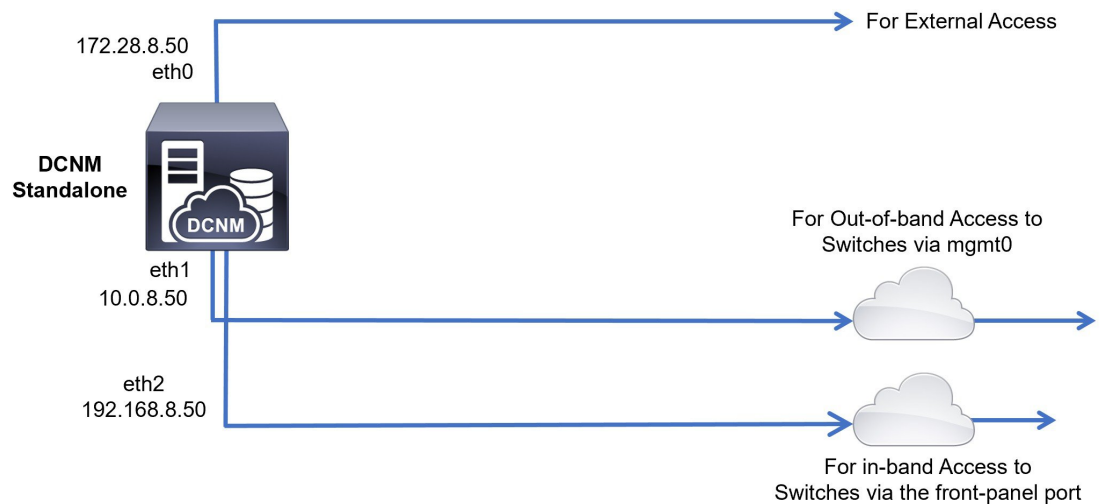 For External Access
172.28.8.50
eth0
DCNM
Standalone
DCNM
For Out-of-band Access to
Switches via mgmt0
eth1
10.0.8.50
eth2
192.168.8.50
For in-band Access to
Switches via the front-panel port